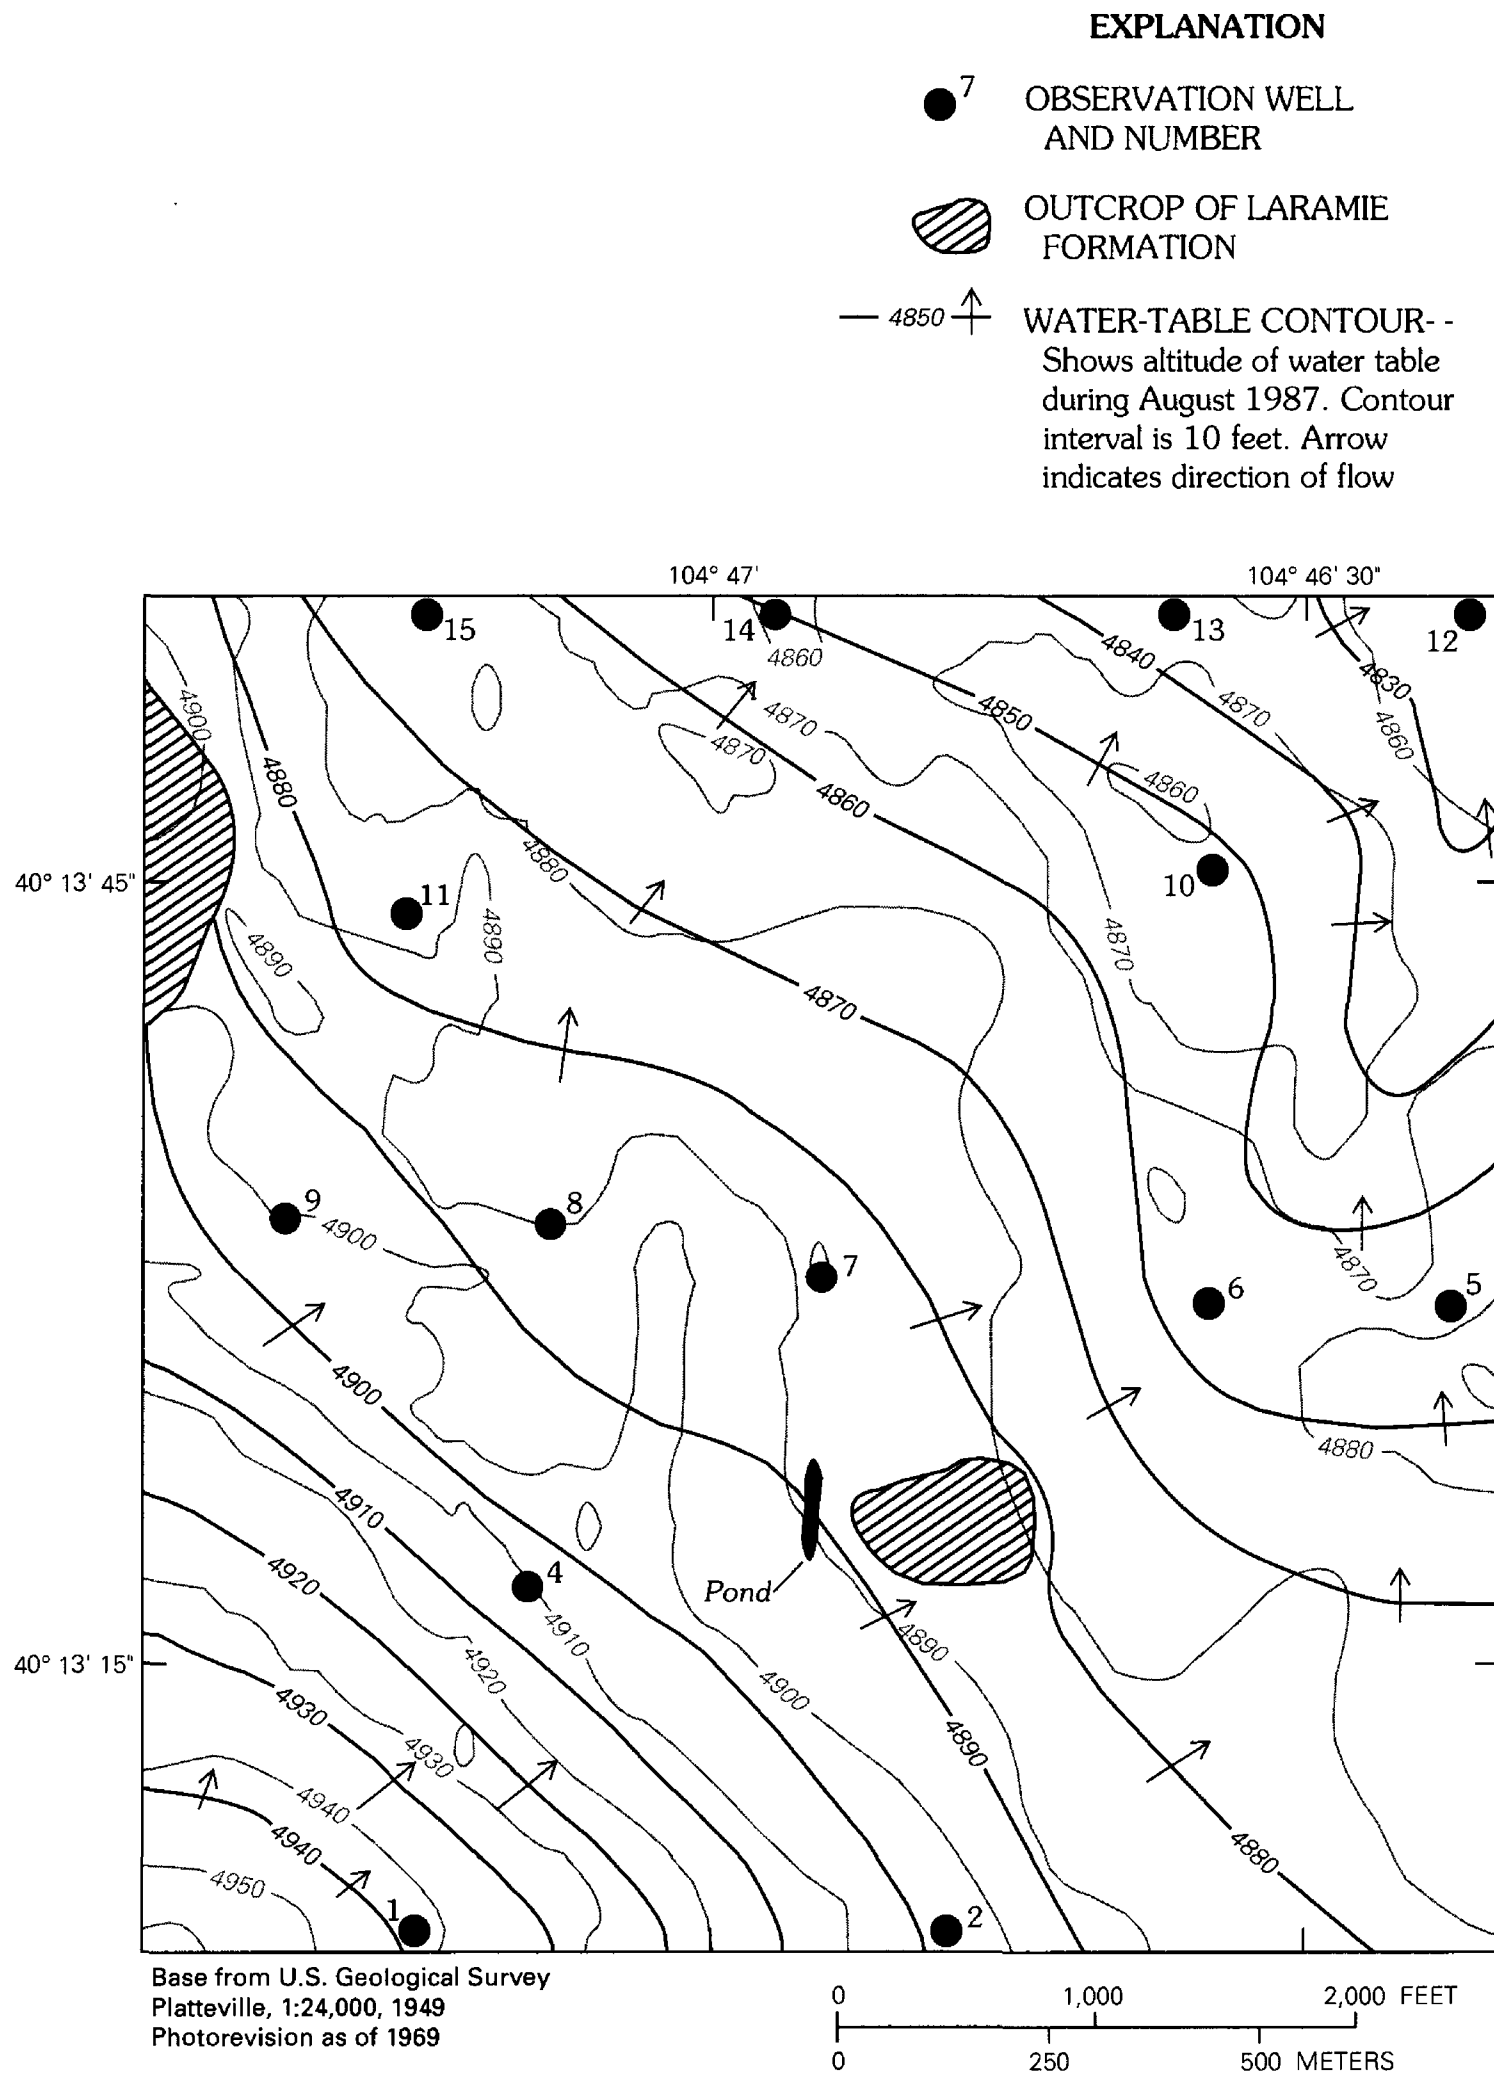 EXPLANATION
7
OBSERVATION WELL
AND NUMBER
OUTCROP OF LARAMIE
FORMATION
4850
WATER-TABLE CONTOUR- -
Shows altitude of water table
during August 1987. Contour
interval is 10 feet. Arrow
indicates direction of flow
104° 47'
104° 46' 30"
15
14
13
12
4860
4840
4830
4900
4870
4850
4870
4860
4870
4880
4860
4860
4880
40° 13' 45"
11
10
4890
4890
4870
4870
9
8
4900
7
4870
6
5
4900
4880
4910
4920
4
Pond
4910
4890
40° 13' 15"
4920
4900
4930
4890
4930
4940
4940
4880
4950
1
2
Base from U.S. Geological Survey
Platteville, 1:24,000, 1949
Photorevision as of 1969
0
1,000
2,000 FEET
0
250
500 METERS